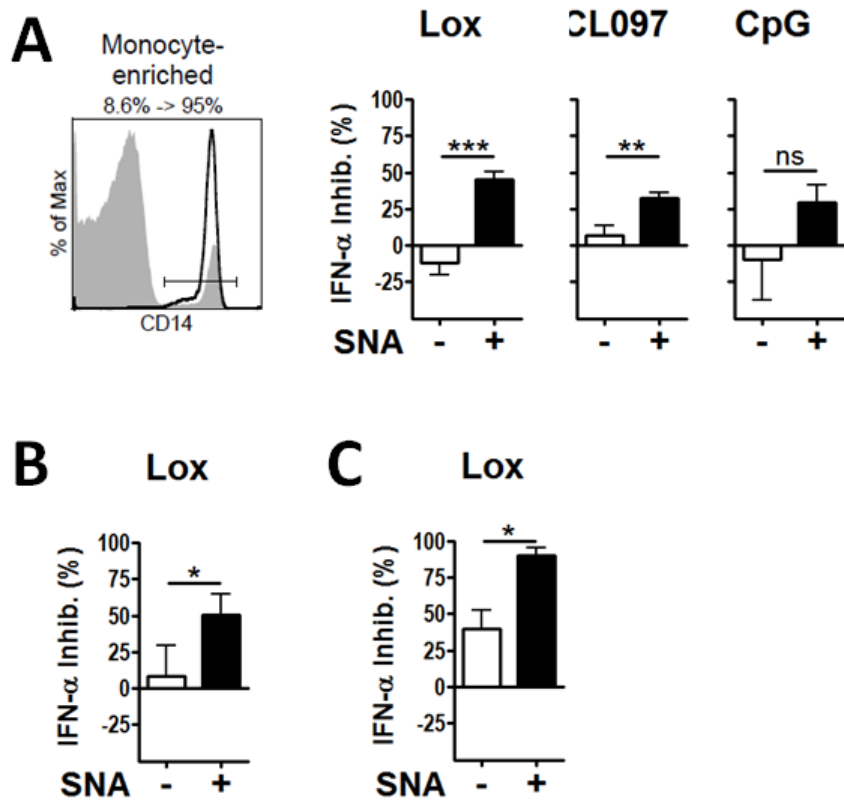 A
Monocyte-
enriched
8.6% -> 95%
% of Max
CD14
Lox CL097 CpG
IFN-α Inhib. (%)
100
75
50
25
0
-25
*** ** ns
SNA - + - + - +
B
Lox
IFN-α Inhib. (%)
100
75
50
25
0
-25
*
SNA - +
C
Lox
IFN-α Inhib. (%)
100
75
50
25
0
-25
*
SNA - +